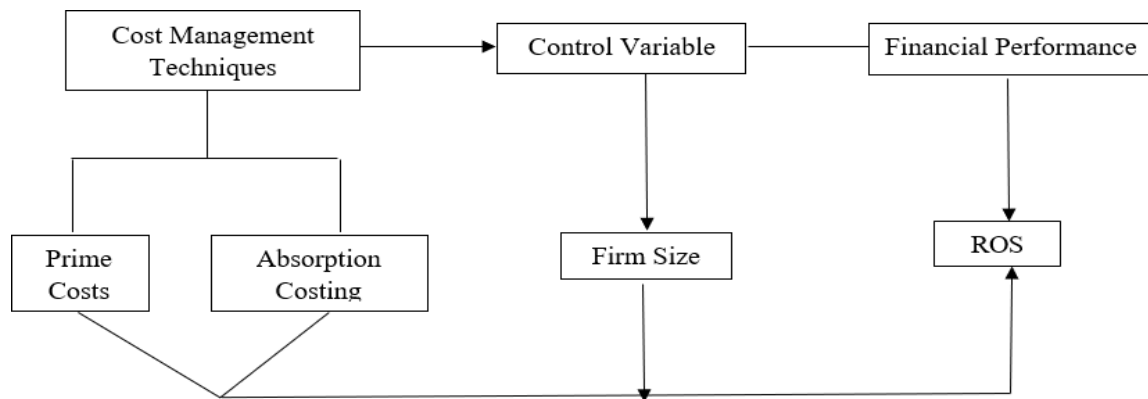 Cost Management
Techniques
Control Variable
Financial Performance
Prime
Costs
Absorption
Costing
Firm Size
ROS